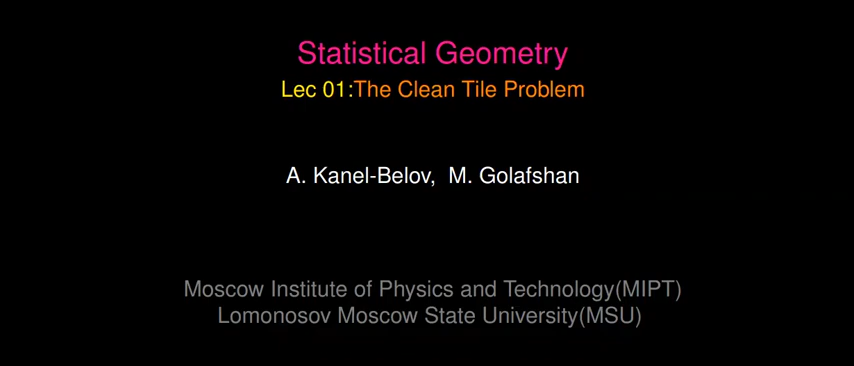 Statistical Geometry
Lec 01:The Clean Tile Problem
A. Kanel-Belov, M. Golafshan
Moscow Institute of Physics and Technology(MIPT)
Lomonosov Moscow State University(MSU)